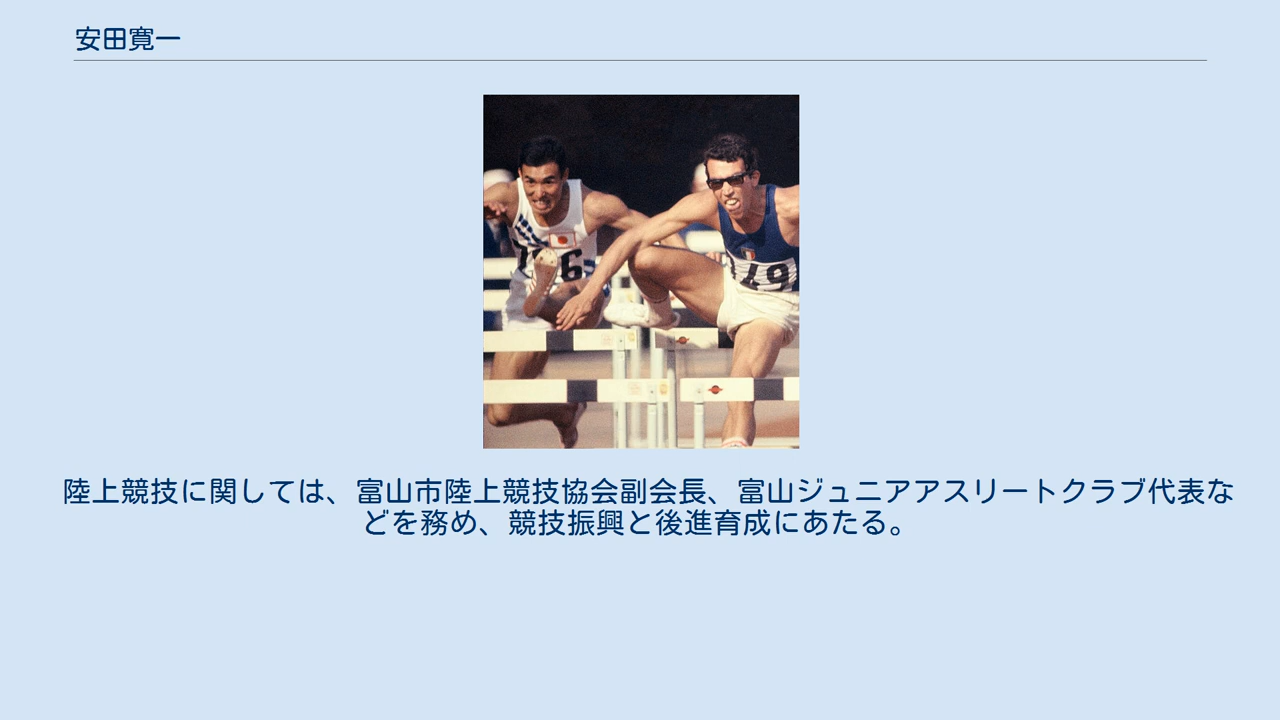 安田寛一
149
陸上競技に関しては、富山市陸上競技協会副会長、富山ジュニアアスリートクラブ代表な
どを務め、競技振興と後進育成にあたる。